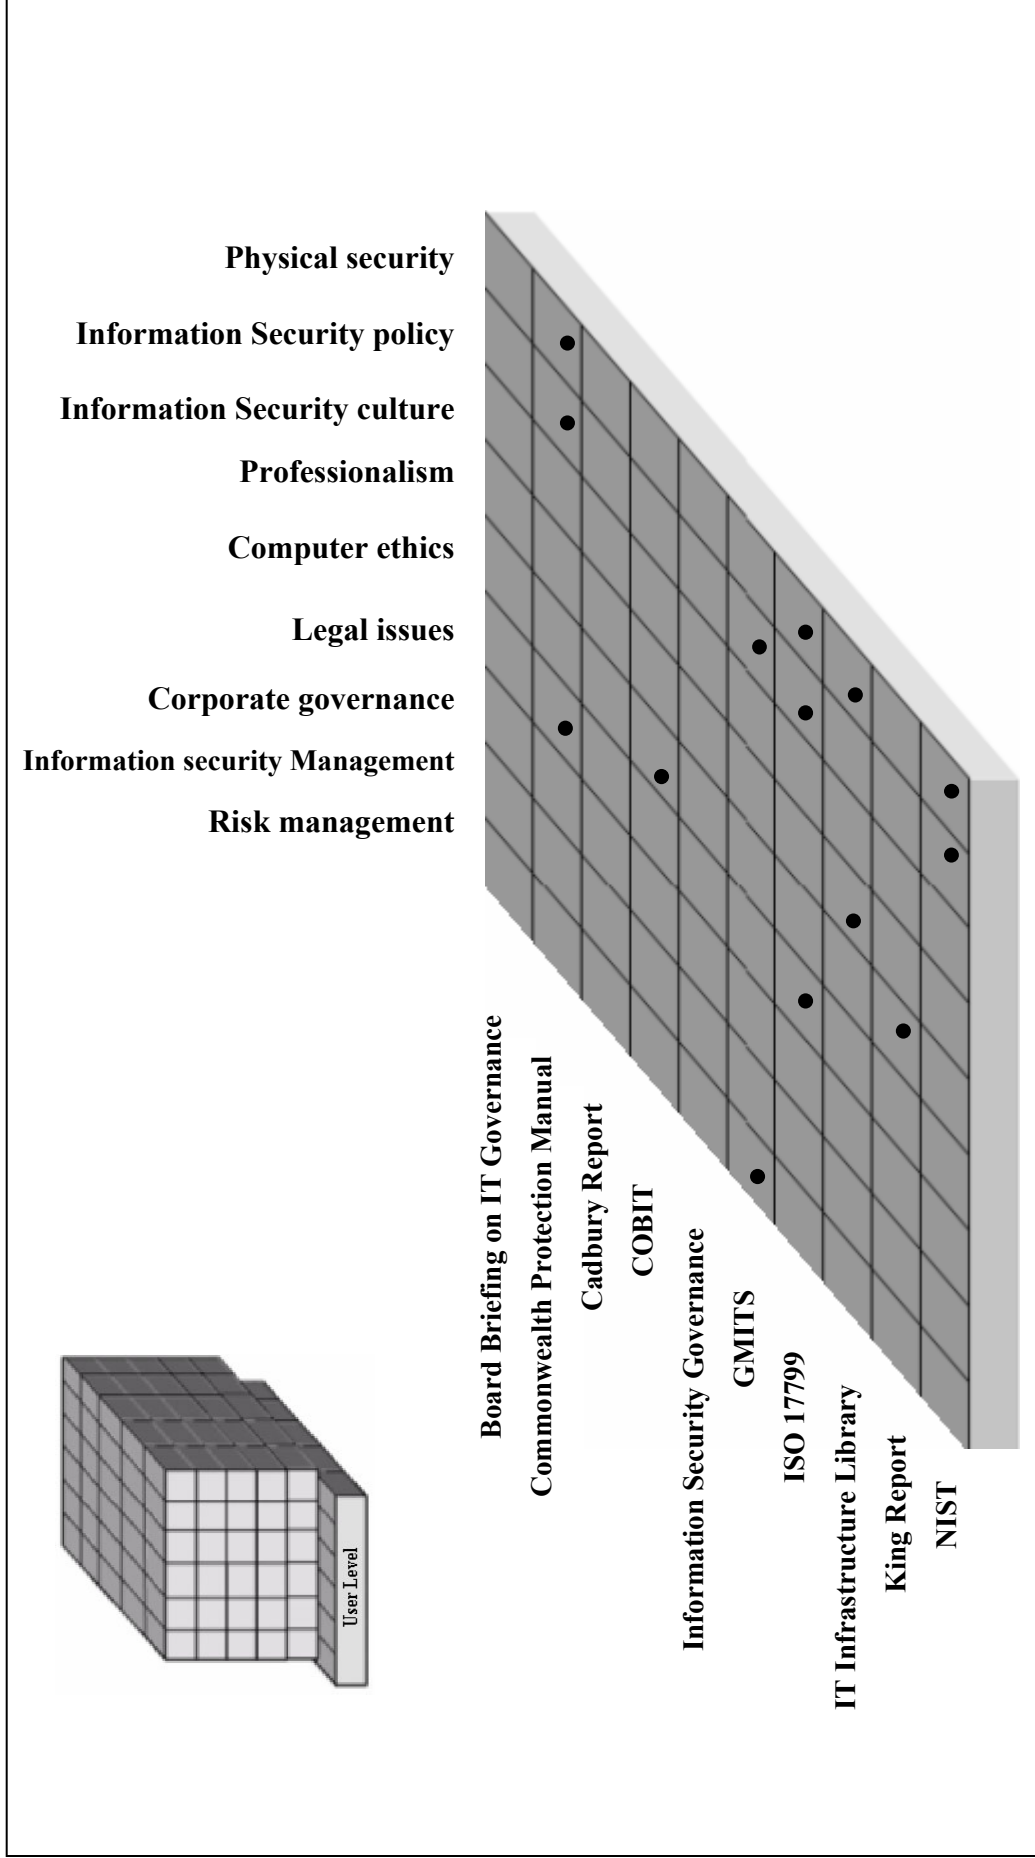 Physical security
Information Security policy
Information Security culture
Professionalism
Computer ethics
Legal issues
Corporate governance
Information security Management
Risk management
Board Briefing on IT Governance
Commonwealth Protection Manual
Cadbury Report
COBIT
Information Security Governance
GMITS
ISO 17799
IT Infrastructure Library
King Report
NIST
User Level